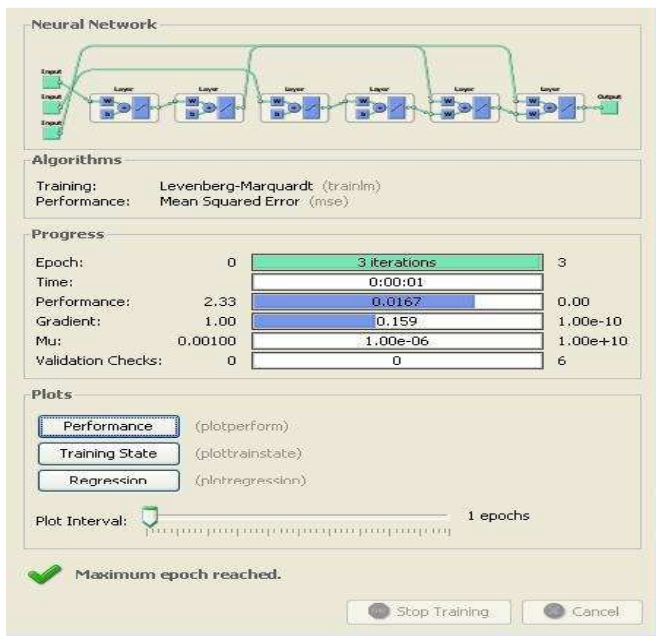 Neural Network
Input
Input
Input
Layer
Layer
Layer
Layer
Layer
Layer
Output
W
b
W
b
W
b
W
b
W
W
W
W
Algorithms
Training: Levenberg-Marquardt (trainlm)
Performance: Mean Squared Error (mse)
Progress
Epoch: 0 3 iterations 3
Time: 0:00:01
Performance: 2.33 0.0167 0.00
Gradient: 1.00 0.159 1.00e-10
Mu: 0.00100 1.00e-06 1.00e+10
Validation Checks: 0 0 6
Plots
Performance (plotperform)
Training State (plottrainstate)
Regression (plotregression)
Plot Interval: 1 epochs
Maximum epoch reached.
Stop Training Cancel